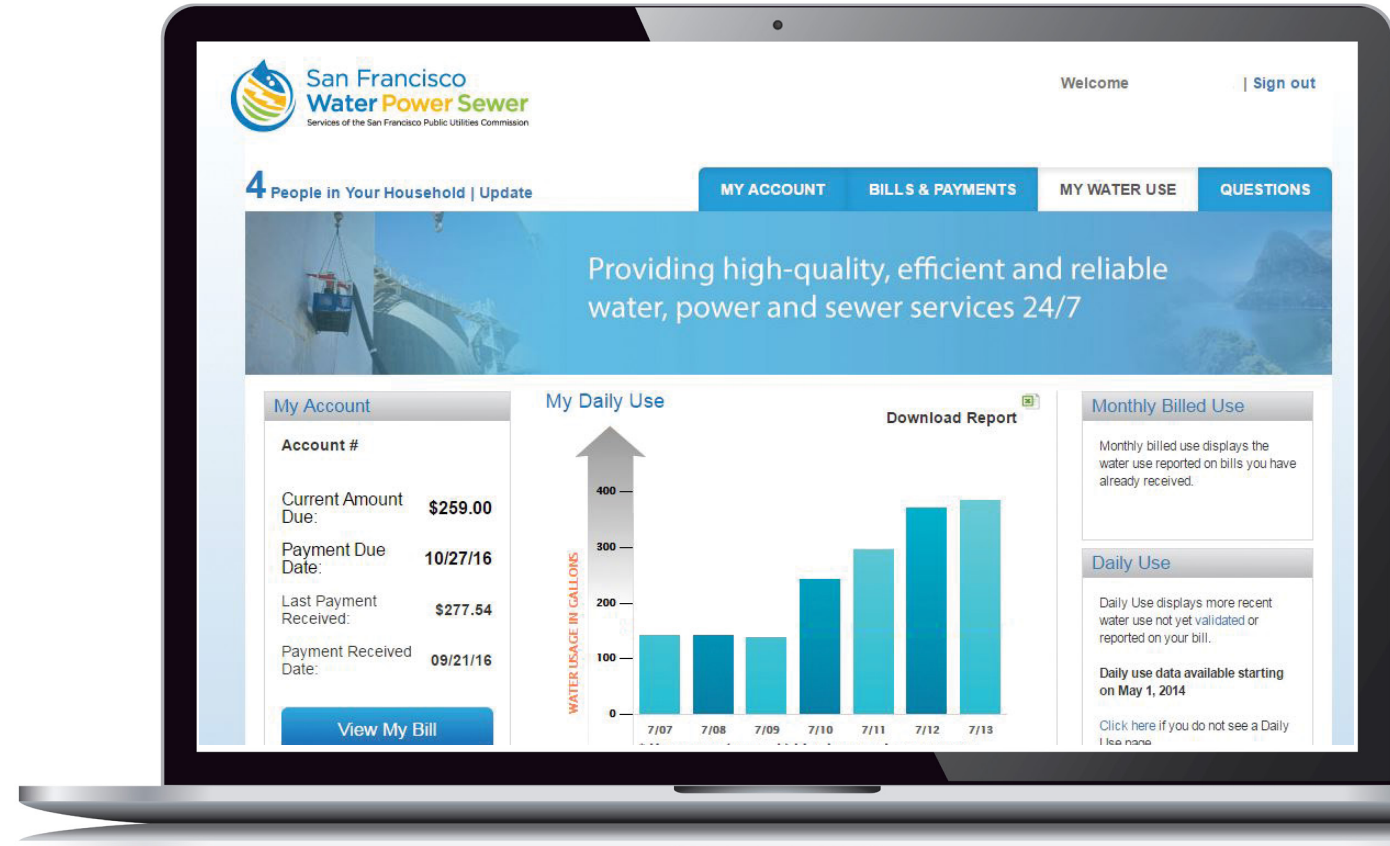 San Francisco
Water Power Sewer
Services of the San Francisco Public Utilities Commission
Welcome | Sign out
4 People in Your Household | Update
MY ACCOUNT
BILLS & PAYMENTS
MY WATER USE
QUESTIONS
Providing high-quality, efficient and reliable
water, power and sewer services 24/7
My Account
Account #
Current Amount
Due:
$259.00
Payment Due
Date:
10/27/16
Last Payment
Received:
$277.54
Payment Received
Date:
09/21/16
View My Bill
My Daily Use
Download Report
WATER USAGE IN GALLONS
400
300
200
100
0
7/07 7/08 7/09 7/10 7/11 7/12 7/13
Monthly Billed Use
Monthly billed use displays the
water use reported on bills you have
already received.
Daily Use
Daily Use displays more recent
water use not yet validated or
reported on your bill.
Daily use data available starting
on May 1, 2014
Click here if you do not see a Daily
Use page